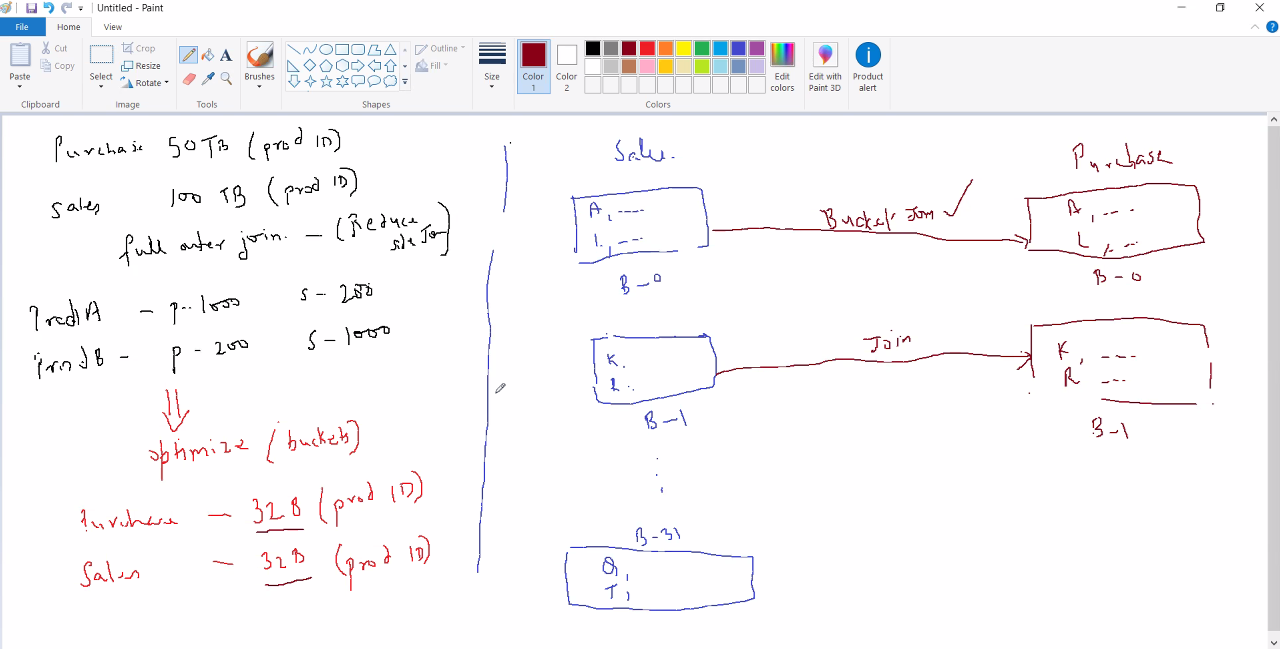 Untitled - Paint
File Home View
Paste
Cut
Copy
Clipboard
Select
Crop
Resize
Rotate
Image
Tools
Brushes
Shapes
Outline
Fill
Size
Color 1
Color 2
Edit colors
Colors
Edit with Paint 3D
Product alert
Purchase 50 TB (prod ID)
Sales 100 TB (prod ID)
full outer join. - (Reduce side Join)
ProdA - P - 1000 S - 200
ProdB - P - 200 S - 1000
optimize (buckets)
Purchase - 32B (prod ID)
Sales - 32B (prod ID)
Sales.
A, ---
L, ---
B-0
K.
R..
B-1
B-31
Q,
T,
Bucket Join ✓
Join
Purchase
A, ---
L, --
B-0
K, ---
R ---
B-1